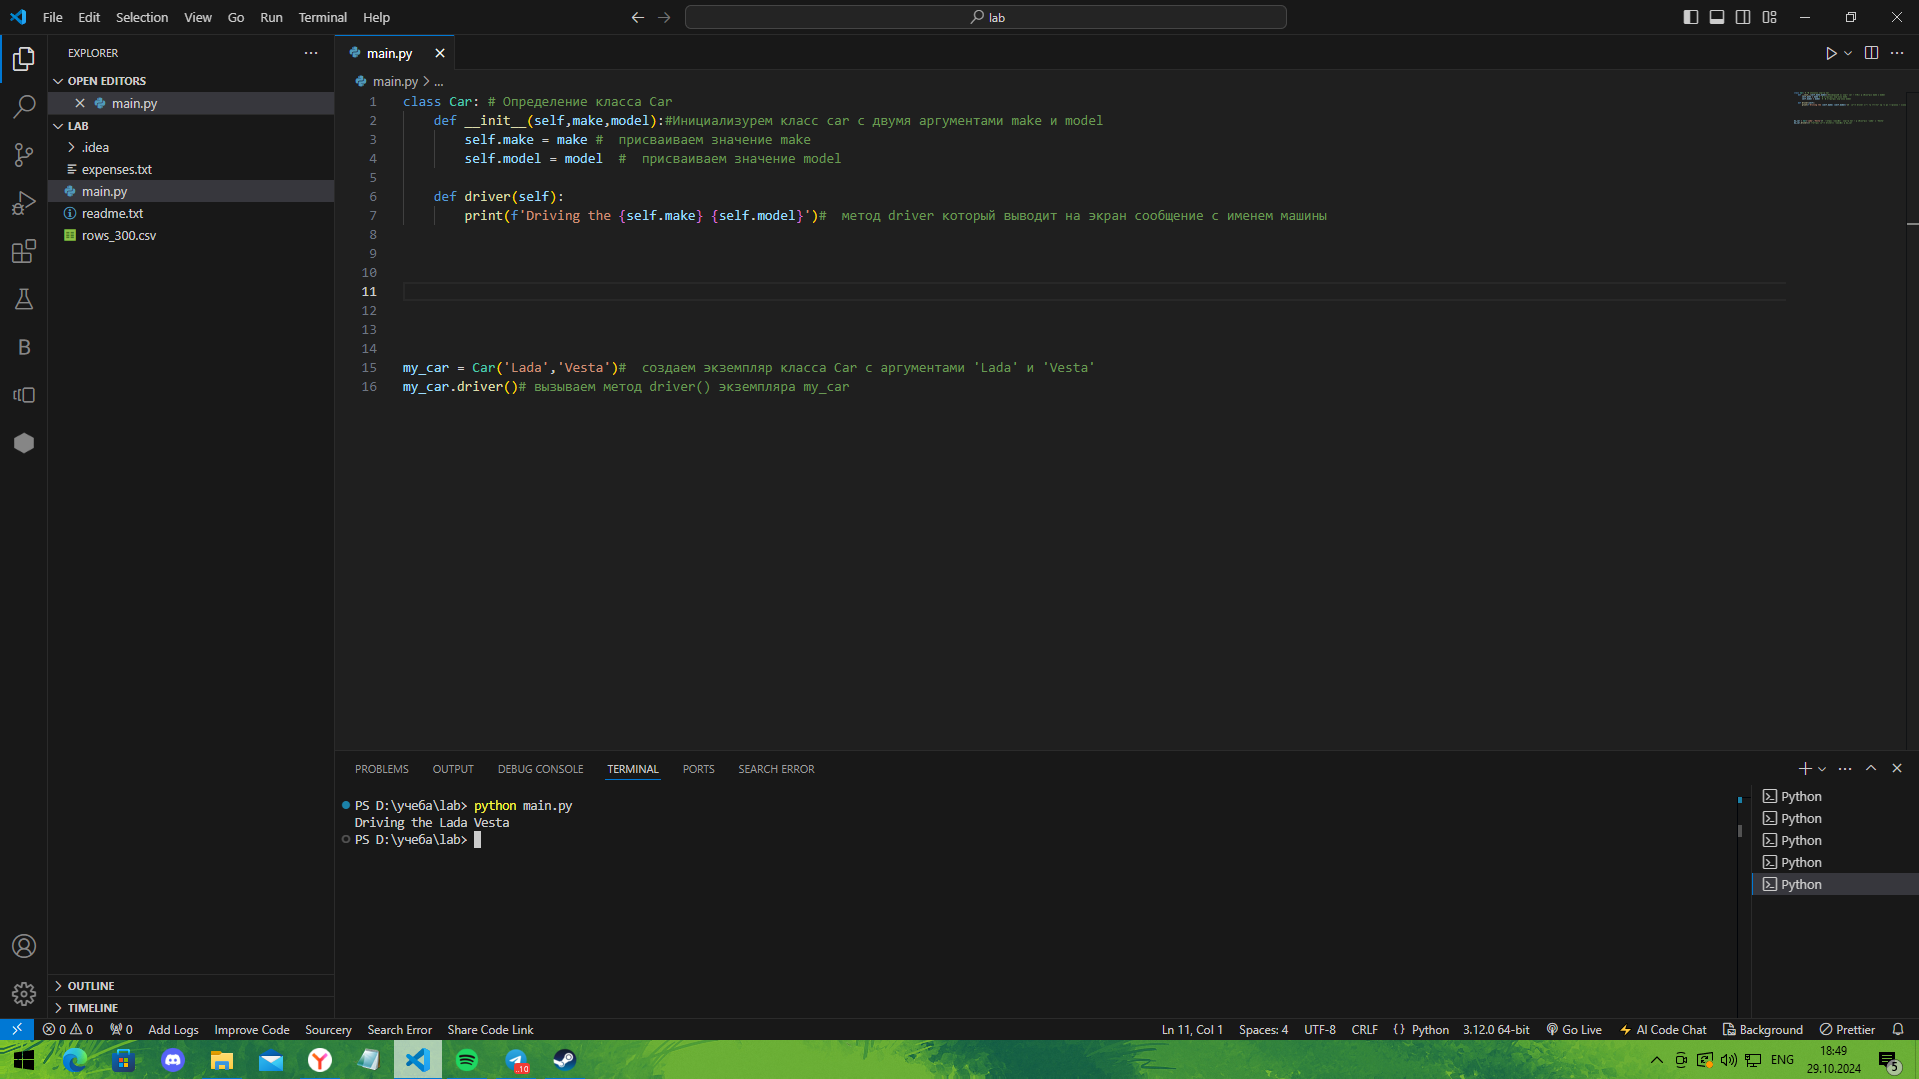 File Edit Selection View Go Run Terminal Help
lab
EXPLORER
OPEN EDITORS
main.py
LAB
.idea
expenses.txt
main.py
readme.txt
rows_300.csv
OUTLINE
TIMELINE
main.py
main.py > ...
1 class Car: # Определение класса Car
2 def __init__(self,make,model):#Инициализурем класс car с двумя аргументами make и model
3 self.make = make #  присваиваем значение make
4 self.model = model  #  присваиваем значение model
5
6 def driver(self):
7 print(f'Driving the {self.make} {self.model}')#  метод driver который выводит на экран сообщение с именем машины
8
9
10
11
12
13
14
15 my_car = Car('Lada','Vesta')#  создаем экземпляр класса Car с аргументами 'Lada' и 'Vesta'
16 my_car.driver()# вызываем метод driver() экземпляра my_car
PROBLEMS OUTPUT DEBUG CONSOLE TERMINAL PORTS SEARCH ERROR
PS D:\учеба\lab> python main.py
Driving the Lada Vesta
PS D:\учеба\lab>
Python
Python
Python
Python
Python
0 0 0 Add Logs Improve Code Sourcery Search Error Share Code Link Ln 11, Col 1 Spaces: 4 UTF-8 CRLF {} Python 3.12.0 64-bit Go Live AI Code Chat Background Prettier
.10
ENG
18:49
29.10.2024
5